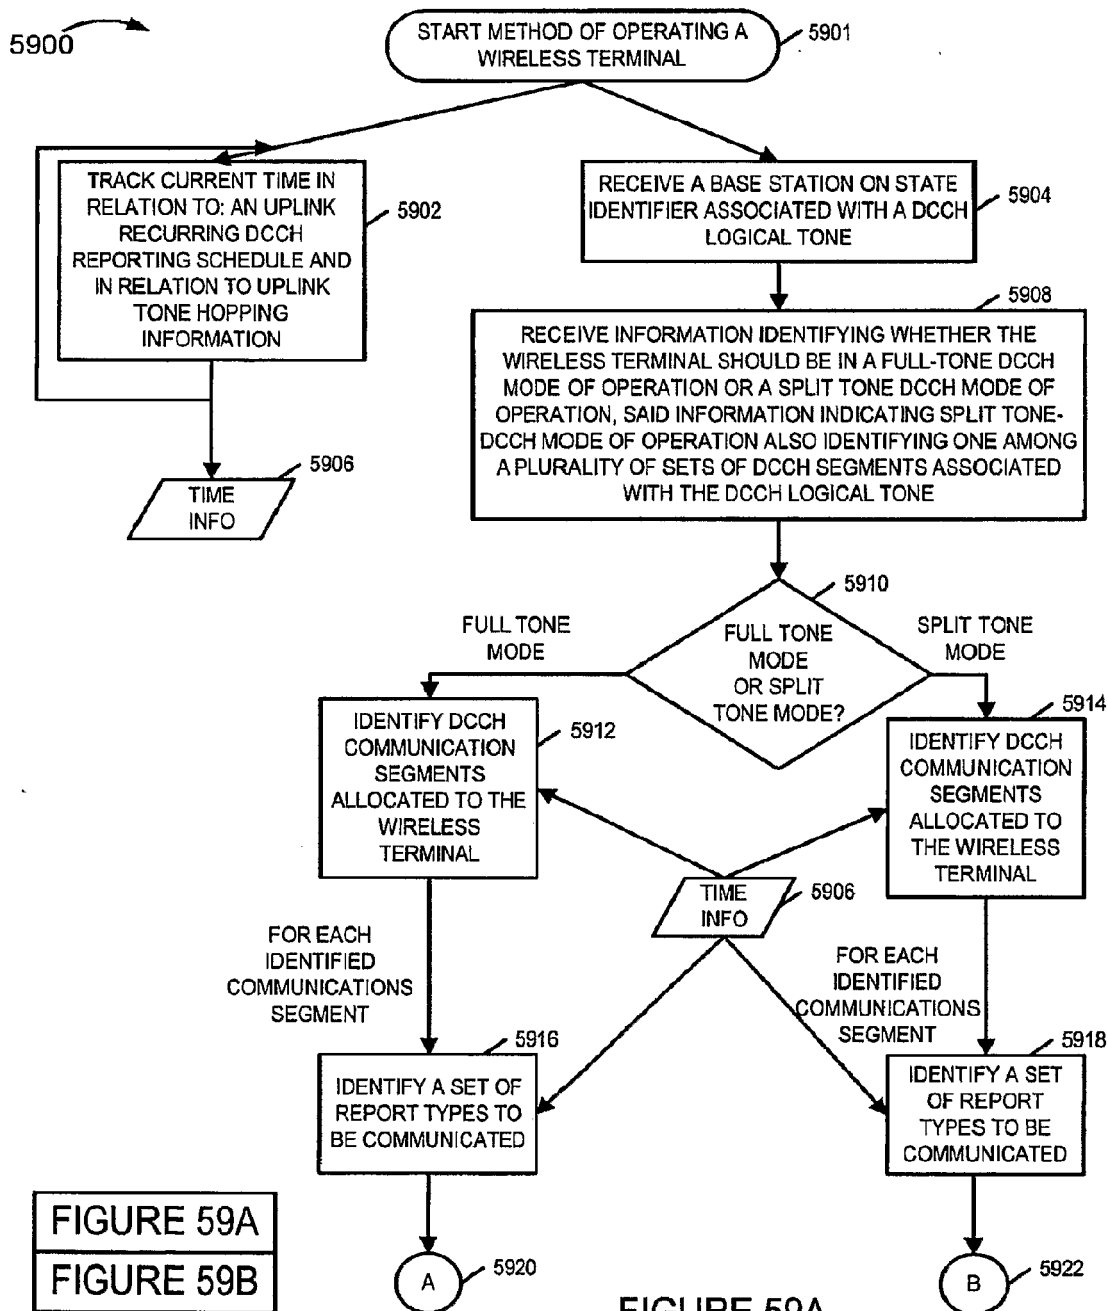 5900
START METHOD OF OPERATING A
WIRELESS TERMINAL
5901
TRACK CURRENT TIME IN
RELATION TO: AN UPLINK
RECURRING DCCH
REPORTING SCHEDULE AND
IN RELATION TO UPLINK
TONE HOPPING
INFORMATION
5902
RECEIVE A BASE STATION ON STATE
IDENTIFIER ASSOCIATED WITH A DCCH
LOGICAL TONE
5904
5906
TIME
INFO
5908
RECEIVE INFORMATION IDENTIFYING WHETHER THE
WIRELESS TERMINAL SHOULD BE IN A FULL-TONE DCCH
MODE OF OPERATION OR A SPLIT TONE DCCH MODE OF
OPERATION, SAID INFORMATION INDICATING SPLIT TONE-
DCCH MODE OF OPERATION ALSO IDENTIFYING ONE AMONG
A PLURALITY OF SETS OF DCCH SEGMENTS ASSOCIATED
WITH THE DCCH LOGICAL TONE
5910
FULL TONE
MODE
FULL TONE
MODE
OR SPLIT
TONE MODE?
SPLIT TONE
MODE
IDENTIFY DCCH
COMMUNICATION
SEGMENTS
ALLOCATED TO THE
WIRELESS
TERMINAL
5912
5914
IDENTIFY DCCH
COMMUNICATION
SEGMENTS
ALLOCATED TO
THE WIRELESS
TERMINAL
TIME
INFO
5906
FOR EACH
IDENTIFIED
COMMUNICATIONS
SEGMENT
FOR EACH
IDENTIFIED
COMMUNICATIONS
SEGMENT
5916
IDENTIFY A SET OF
REPORT TYPES TO
BE COMMUNICATED
5918
IDENTIFY A SET
OF REPORT
TYPES TO BE
COMMUNICATED
FIGURE 59A
FIGURE 59B
A
5920
B
5922
FIGURE 59A